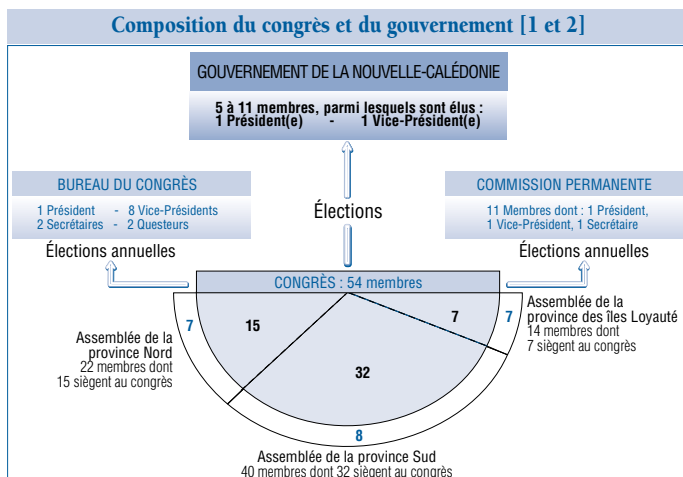 Composition du congrès et du gouvernement [1 et 2]
GOUVERNEMENT DE LA NOUVELLE-CALÉDONIE
5 à 11 membres, parmi lesquels sont élus :
1 Président(e) - 1 Vice-Président(e)
BUREAU DU CONGRÈS
1 Président - 8 Vice-Présidents
2 Secrétaires - 2 Questeurs
Élections annuelles
Élections
COMMISSION PERMANENTE
11 Membres dont : 1 Président,
1 Vice-Président, 1 Secrétaire
Élections annuelles
CONGRÈS : 54 membres
7
15
7
7
32
8
Assemblée de la
province Nord
22 membres dont
15 siègent au congrès
Assemblée de la
province des îles Loyauté
14 membres dont
7 siègent au congrès
Assemblée de la province Sud
40 membres dont 32 siègent au congrès